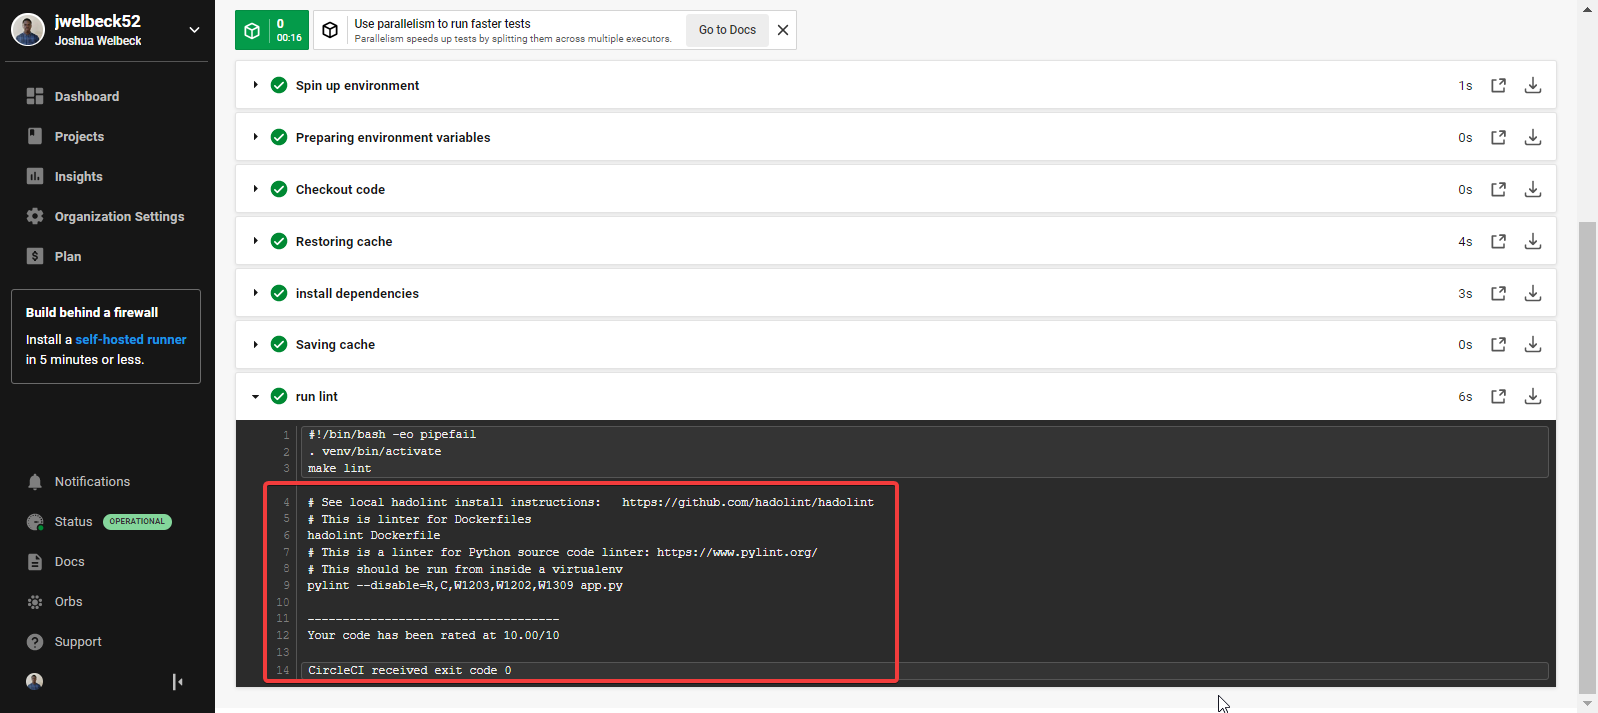 jwelbeck52
Joshua Welbeck
Dashboard
Projects
Insights
Organization Settings
Plan
Build behind a firewall
Install a self-hosted runner
in 5 minutes or less.
Notifications
Status OPERATIONAL
Docs
Orbs
Support
0
00:16
Use parallelism to run faster tests
Parallelism speeds up tests by splitting them across multiple executors.
Go to Docs
Spin up environment 1s
Preparing environment variables 0s
Checkout code 0s
Restoring cache 4s
install dependencies 3s
Saving cache 0s
run lint 6s
1 #!/bin/bash -eo pipefail
2 . venv/bin/activate
3 make lint
4 # See local hadolint install instructions:   https://github.com/hadolint/hadolint
5 # This is linter for Dockerfiles
6 hadolint Dockerfile
7 # This is a linter for Python source code linter: https://www.pylint.org/
8 # This should be run from inside a virtualenv
9 pylint --disable=R,C,W1203,W1202,W1309 app.py
10
11 ------------------------------------
12 Your code has been rated at 10.00/10
13
14 CircleCI received exit code 0